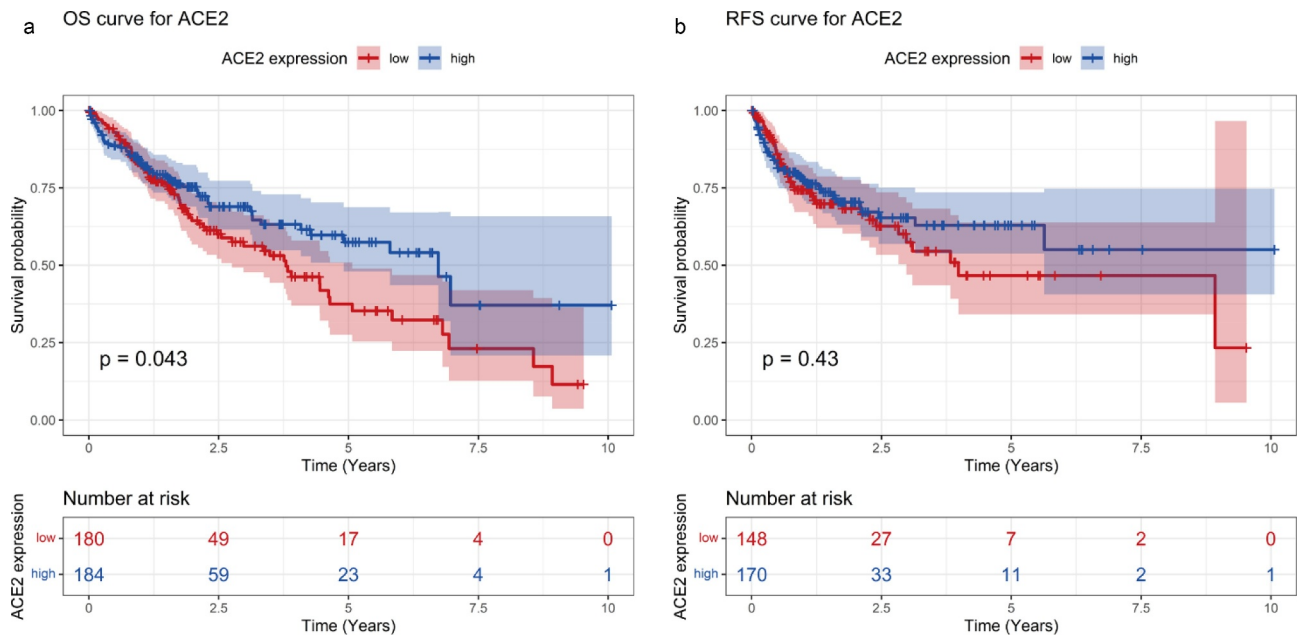 a
OS curve for ACE2
ACE2 expression low high
Survival probability
1.00
0.75
0.50
0.25
0.00
p = 0.043
0 2.5 5 7.5 10
Time (Years)
Number at risk
ACE2 expression
low 180 49 17 4 0
high 184 59 23 4 1
0 2.5 5 7.5 10
Time (Years)
b
RFS curve for ACE2
ACE2 expression low high
Survival probability
1.00
0.75
0.50
0.25
0.00
p = 0.43
0 2.5 5 7.5 10
Time (Years)
Number at risk
ACE2 expression
low 148 27 7 2 0
high 170 33 11 2 1
0 2.5 5 7.5 10
Time (Years)